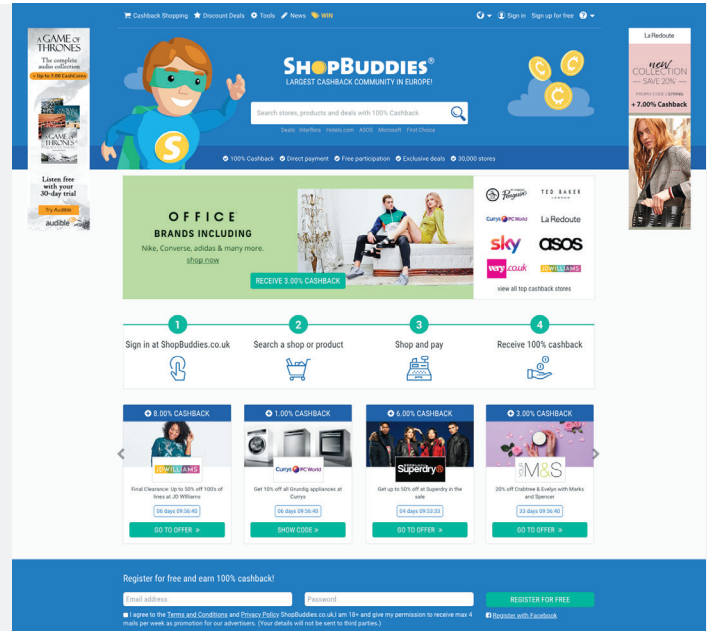 Cashback Shopping Discount Deals Tools News WIN
Sign in Sign up for free
A GAME OF
THRONES
The complete
audio collection
+ Up to 7.00 CashCoins
A GAME OF
THRONES
Listen free
with your
30-day trial
Try Audible
audible
SHOPBUDDIES®
LARGEST CASHBACK COMMUNITY IN EUROPE!
Search stores, products and deals with 100% Cashback
Deals: Interflora Hotels.com ASOS Microsoft First Choice
100% Cashback Direct payment Free participation Exclusive deals 30,000 stores
S
La Redoute
new
COLLECTION
— SAVE 20%* —
+ 7.00% Cashback
OFFICE
BRANDS INCLUDING
Nike, Converse, adidas & many more.
shop now
RECEIVE 3.00% CASHBACK
Penguin TED BAKER
LONDON
Currys PC World La Redoute
sky asos
very.co.uk JDWILLIAMS
view all top cashback stores
1 2 3 4
Sign in at ShopBuddies.co.uk Search a shop or product Shop and pay Receive 100% cashback
8.00% CASHBACK 1.00% CASHBACK 6.00% CASHBACK 3.00% CASHBACK
JDWILLIAMS Currys PC World Superdry YOUR M&S
Final Clearance: Up to 50% off 100's of
lines at JD Williams
Get 10% off all Grundig appliances at
Currys
Get up to 50% off at Superdry in the
sale
20% off Crabtree & Evelyn with Marks
and Spencer
06 days 09:56:40 06 days 09:56:40 04 days 09:53:33 33 days 09:56:40
GO TO OFFER » SHOW CODE » GO TO OFFER » GO TO OFFER »
Register for free and earn 100% cashback!
Email address Password REGISTER FOR FREE
I agree to the Terms and Conditions and Privacy Policy ShopBuddies.co.uk.I am 18+ and give my permission to receive max 4
mails per week as promotion for our advertisers. (Your details will not be sent to third parties.)
Register with Facebook